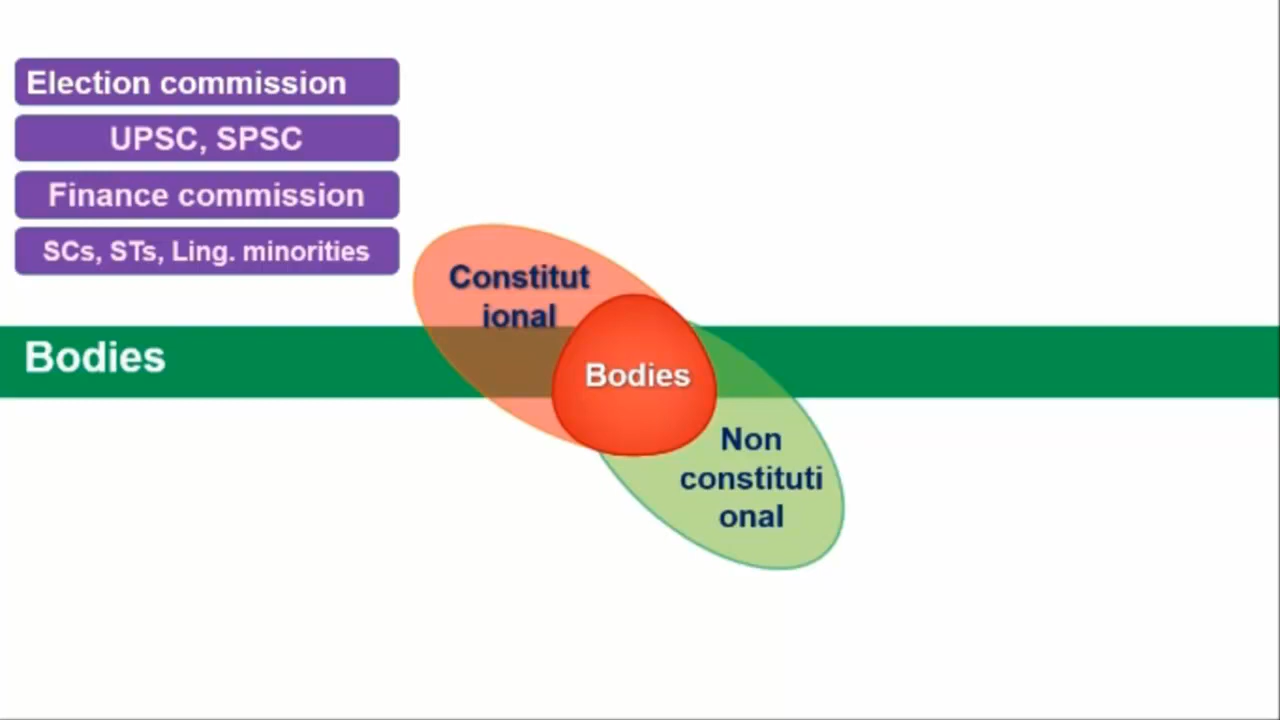 Election commission
UPSC, SPSC
Finance commission
SCs, STs, Ling. minorities
Constitut
ional
Bodies
Bodies
Non
constituti
onal